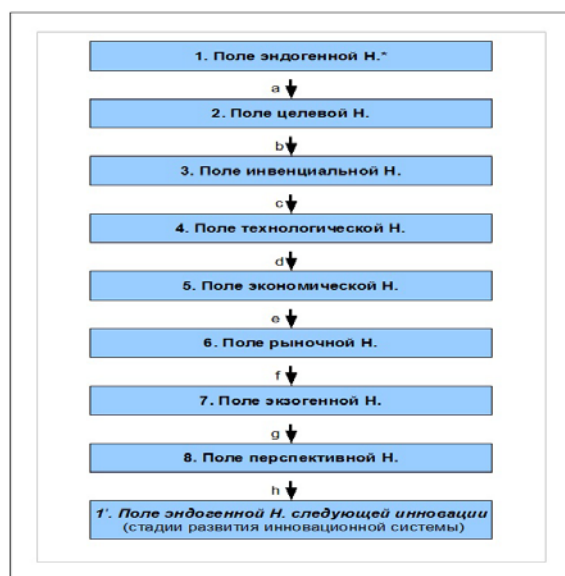 1. Поле эндогенной Н.*
a
2. Поле целевой Н.
b
3. Поле инвенциальной Н.
c
4. Поле технологической Н.
d
5. Поле экономической Н.
e
6. Поле рыночной Н.
f
7. Поле экзогенной Н.
g
8. Поле перспективной Н.
h
1'. Поле эндогенной Н. следующей инновации
(стадии развития инновационной системы)